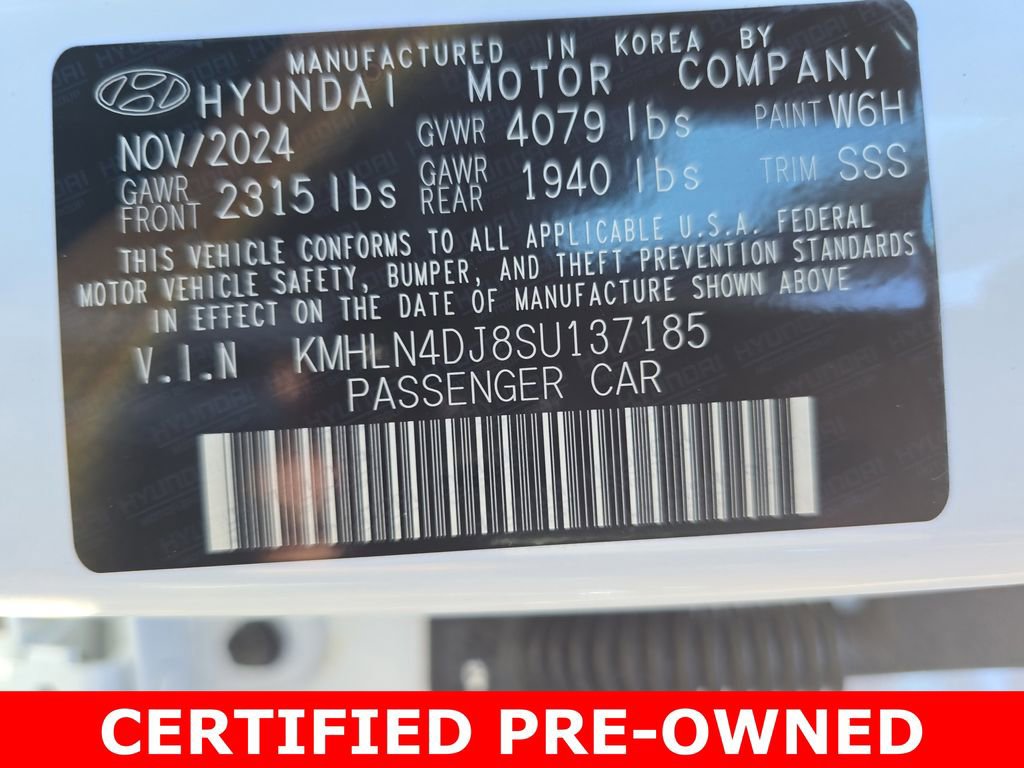 MANUFACTURED IN KOREA BY
HYUNDAI MOTOR COMPANY
NOV/2024 GVWR 4079 lbs PAINT W6H
GAWR FRONT 2315 lbs GAWR REAR 1940 lbs TRIM SSS
THIS VEHICLE CONFORMS TO ALL APPLICABLE U.S.A. FEDERAL
MOTOR VEHICLE SAFETY, BUMPER, AND THEFT PREVENTION STANDARDS
IN EFFECT ON THE DATE OF MANUFACTURE SHOWN ABOVE
V.I.N KMHLN4DJ8SU137185
PASSENGER CAR
CERTIFIED PRE-OWNED